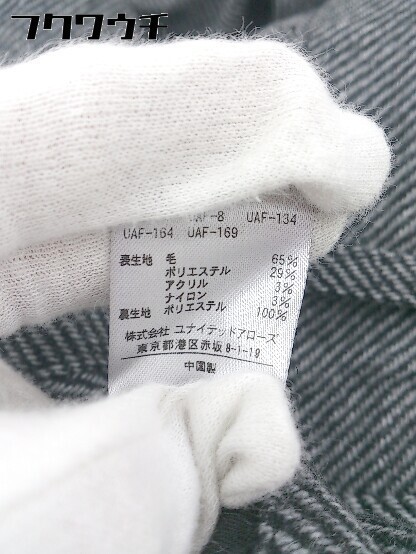 フクワウチ
UAF-8 UAF-134
UAF-164 UAF-169
表生地 毛 65%
ポリエステル 29%
アクリル 3%
ナイロン 3%
裏生地 ポリエステル 100%
株式会社 ユナイテッドアローズ
東京都港区赤坂8-1-19
中国製